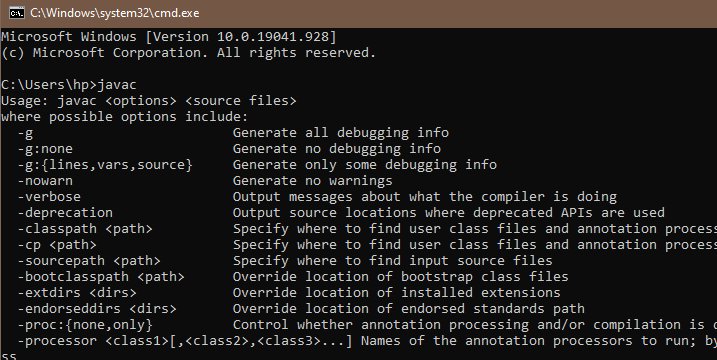 C:\Windows\system32\cmd.exe
Microsoft Windows [Version 10.0.19041.928]
(c) Microsoft Corporation. All rights reserved.
C:\Users\hp>javac
Usage: javac <options> <source files>
where possible options include:
-g Generate all debugging info
-g:none Generate no debugging info
-g:{lines,vars,source} Generate only some debugging info
-nowarn Generate no warnings
-verbose Output messages about what the compiler is doing
-deprecation Output source locations where deprecated APIs are used
-classpath <path> Specify where to find user class files and annotation process
-cp <path> Specify where to find user class files and annotation process
-sourcepath <path> Specify where to find input source files
-bootclasspath <path> Override location of bootstrap class files
-extdirs <dirs> Override location of installed extensions
-endorseddirs <dirs> Override location of endorsed standards path
-proc:{none,only} Control whether annotation processing and/or compilation is
-processor <class1>[,<class2>,<class3>...] Names of the annotation processors to run; by